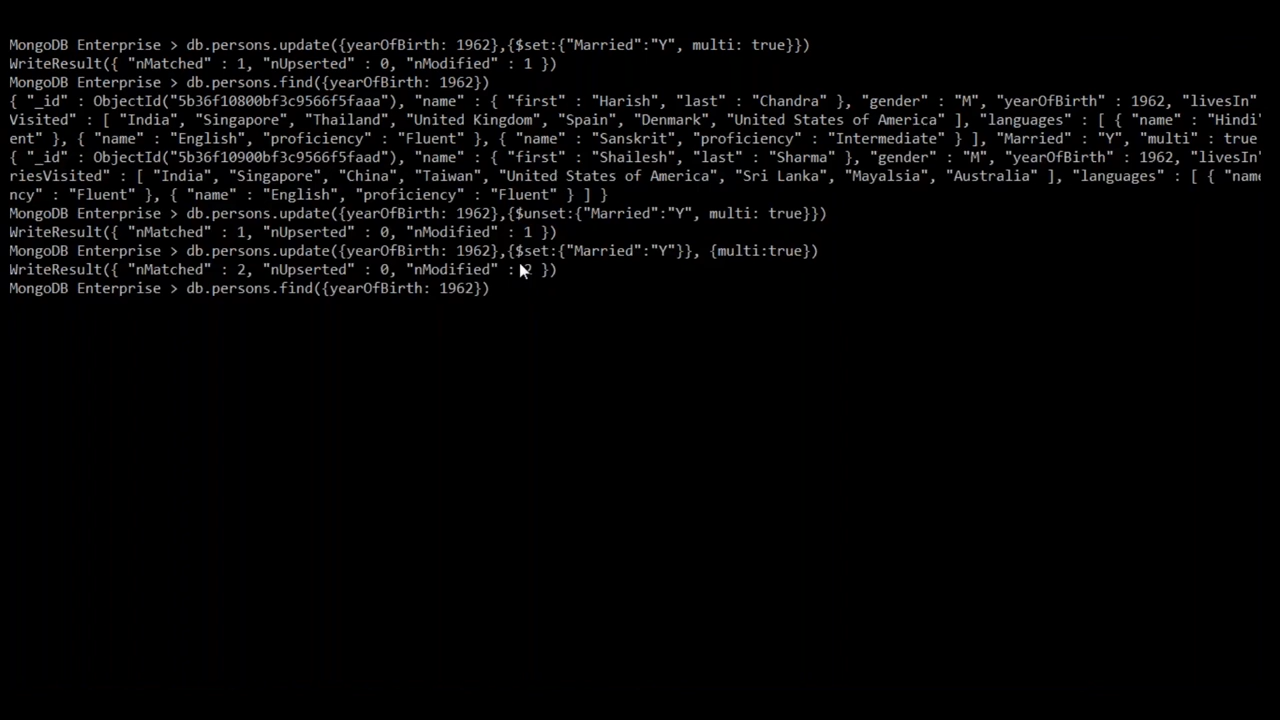 MongoDB Enterprise > db.persons.update({yearOfBirth: 1962},{$set:{"Married":"Y", multi: true}})
WriteResult({ "nMatched" : 1, "nUpserted" : 0, "nModified" : 1 })
MongoDB Enterprise > db.persons.find({yearOfBirth: 1962})
{ "_id" : ObjectId("5b36f10800bf3c9566f5faaa"), "name" : { "first" : "Harish", "last" : "Chandra" }, "gender" : "M", "yearOfBirth" : 1962, "livesIn"
Visited" : [ "India", "Singapore", "Thailand", "United Kingdom", "Spain", "Denmark", "United States of America" ], "languages" : [ { "name" : "Hindi"
ent" }, { "name" : "English", "proficiency" : "Fluent" }, { "name" : "Sanskrit", "proficiency" : "Intermediate" } ], "Married" : "Y", "multi" : true
{ "_id" : ObjectId("5b36f10900bf3c9566f5faad"), "name" : { "first" : "Shailesh", "last" : "Sharma" }, "gender" : "M", "yearOfBirth" : 1962, "livesIn"
riesVisited" : [ "India", "Singapore", "China", "Taiwan", "United States of America", "Sri Lanka", "Mayalsia", "Australia" ], "languages" : [ { "name
ncy" : "Fluent" }, { "name" : "English", "proficiency" : "Fluent" } ] }
MongoDB Enterprise > db.persons.update({yearOfBirth: 1962},{$unset:{"Married":"Y", multi: true}})
WriteResult({ "nMatched" : 1, "nUpserted" : 0, "nModified" : 1 })
MongoDB Enterprise > db.persons.update({yearOfBirth: 1962},{$set:{"Married":"Y"}}, {multi:true})
WriteResult({ "nMatched" : 2, "nUpserted" : 0, "nModified" : 2 })
MongoDB Enterprise > db.persons.find({yearOfBirth: 1962})